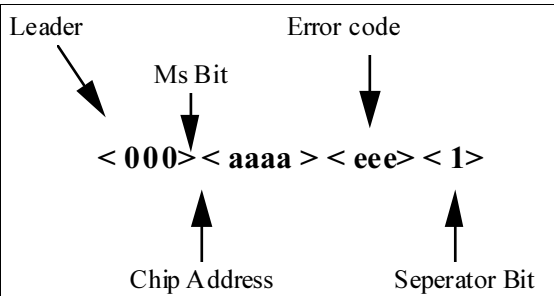 Leader Error code
Ms Bit
< 000> < aaaa > < eee> < 1>
Chip Address Seperator Bit